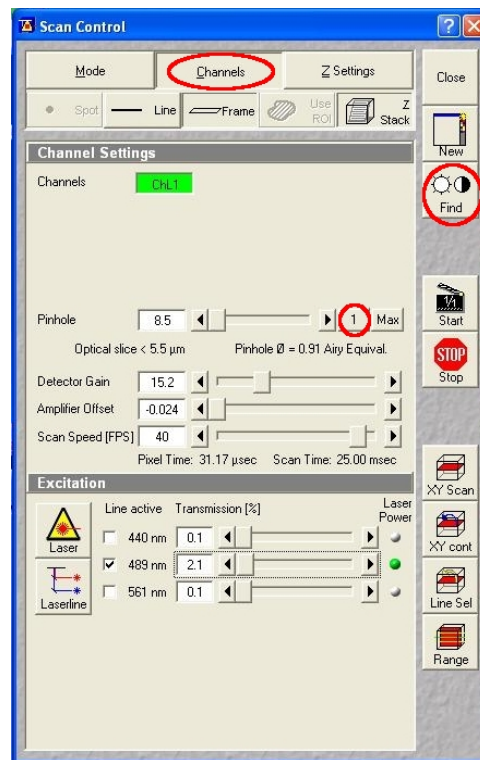 Scan Control
Mode Channels Z Settings Close
Spot Line Frame Use ROI Z Stack
New
Channel Settings
Channels ChL1
Find
Pinhole 8.5 1 Max
Start
Optical slice < 5.5 µm Pinhole Ø = 0.91 Airy Equival.
STOP
Stop
Detector Gain 15.2
Amplifier Offset -0.024
Scan Speed [FPS] 40
Pixel Time: 31.17 µsec Scan Time: 25.00 msec
Excitation
XY Scan
Line active Transmission [%] Laser Power
440 nm 0.1
Laser
XY cont
489 nm 2.1
561 nm 0.1
Laserline
Line Sel
Range